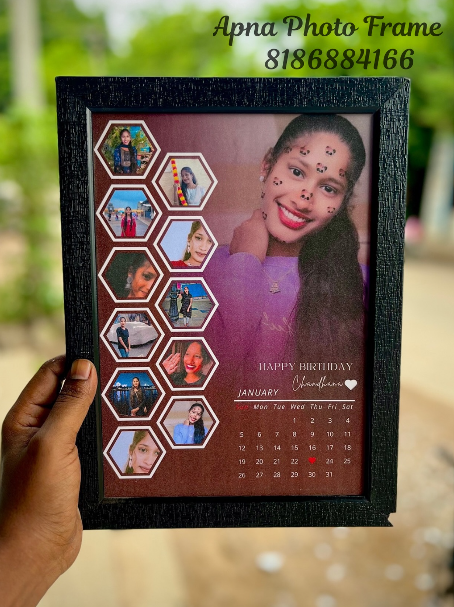 Apna Photo Frame
8186884166
HAPPY BIRTHDAY
Chandhana
JANUARY
Mon Tue Wed Thu Fri Sat
1 2 3 4
5 6 7 8 9 10 11
12 13 14 15 16 17 18
19 20 21 22 24 25
26 27 28 29 30 31